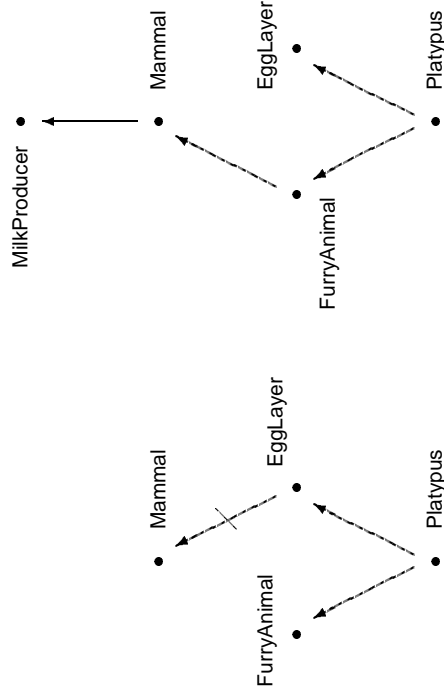 MilkProducer
Mammal
EggLayer
FurryAnimal
Platypus
Mammal
EggLayer
FurryAnimal
Platypus